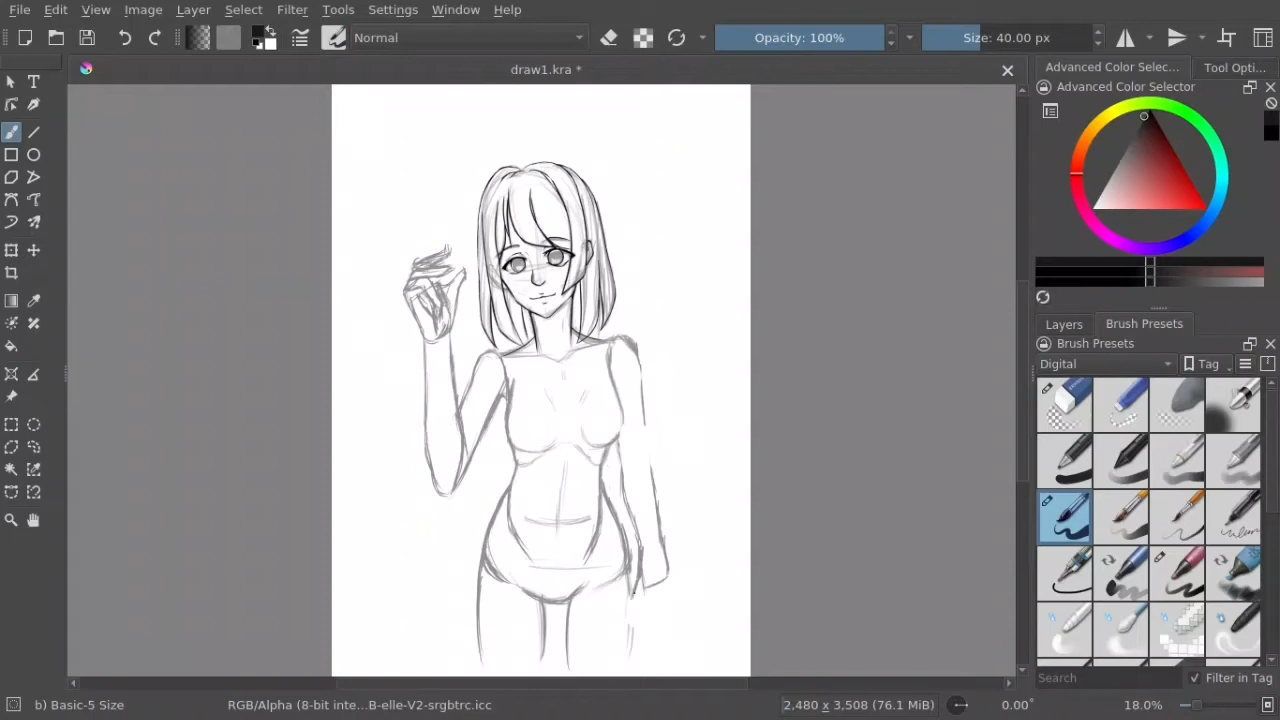 File Edit View Image Layer Select Filter Tools Settings Window Help
Normal Opacity: 100% Size: 40.00 px
draw1.kra *
Advanced Color Selec... Tool Opti...
Advanced Color Selector
Layers Brush Presets
Brush Presets
Digital Tag
Search Filter in Tag
b) Basic-5 Size RGB/Alpha (8-bit inte...B-elle-V2-srgbtrc.icc 2,480 x 3,508 (76.1 MiB) 0.00° 18.0%